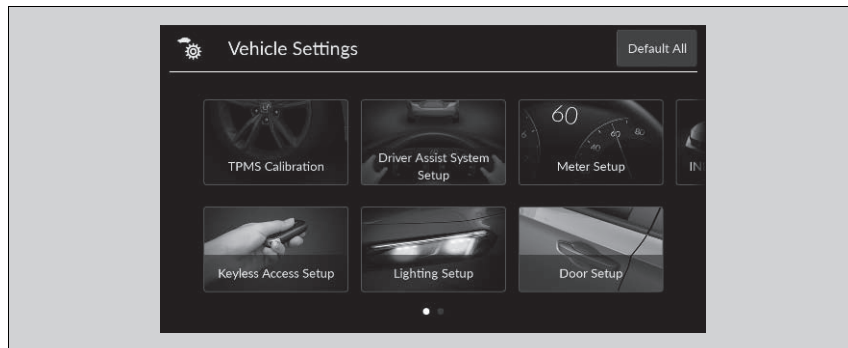 Vehicle Settings
Default All
60
TPMS Calibration
Driver Assist System
Setup
Meter Setup
IN
Keyless Access Setup
Lighting Setup
Door Setup